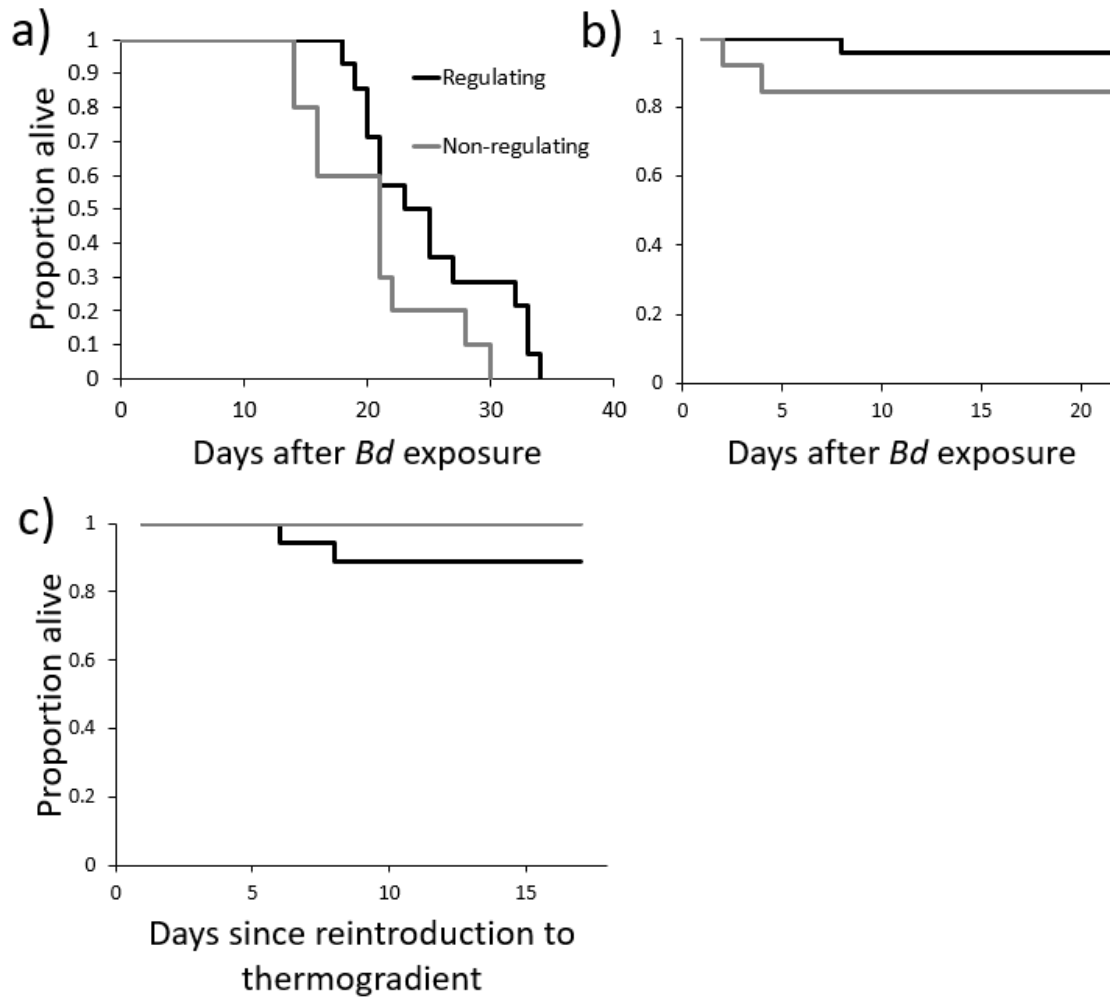 a)
1
0.9
0.8
0.7
0.6
0.5
0.4
0.3
0.2
0.1
0
Proportion alive
Regulating
Non-regulating
0 10 20 30 40
Days after Bd exposure
b)
1
0.8
0.6
0.4
0.2
0
0 5 10 15 20
Days after Bd exposure
c)
1
0.8
0.6
0.4
0.2
0
Proportion alive
0 5 10 15
Days since reintroduction to
thermogradient